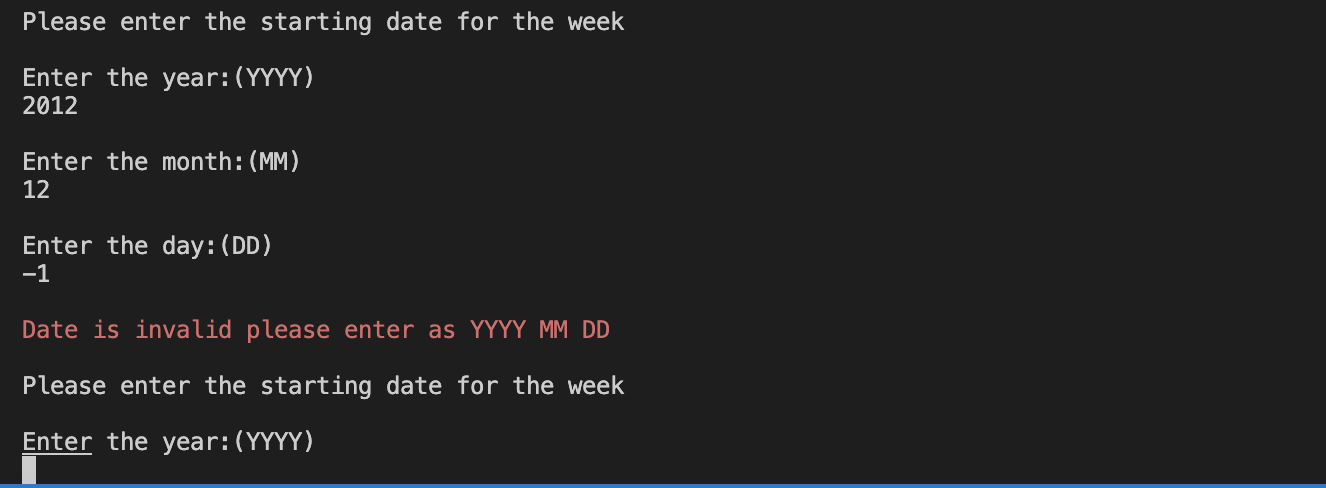 Please enter the starting date for the week
Enter the year:(YYYY)
2012
Enter the month:(MM)
12
Enter the day:(DD)
-1
Date is invalid please enter as YYYY MM DD
Please enter the starting date for the week
Enter the year:(YYYY)